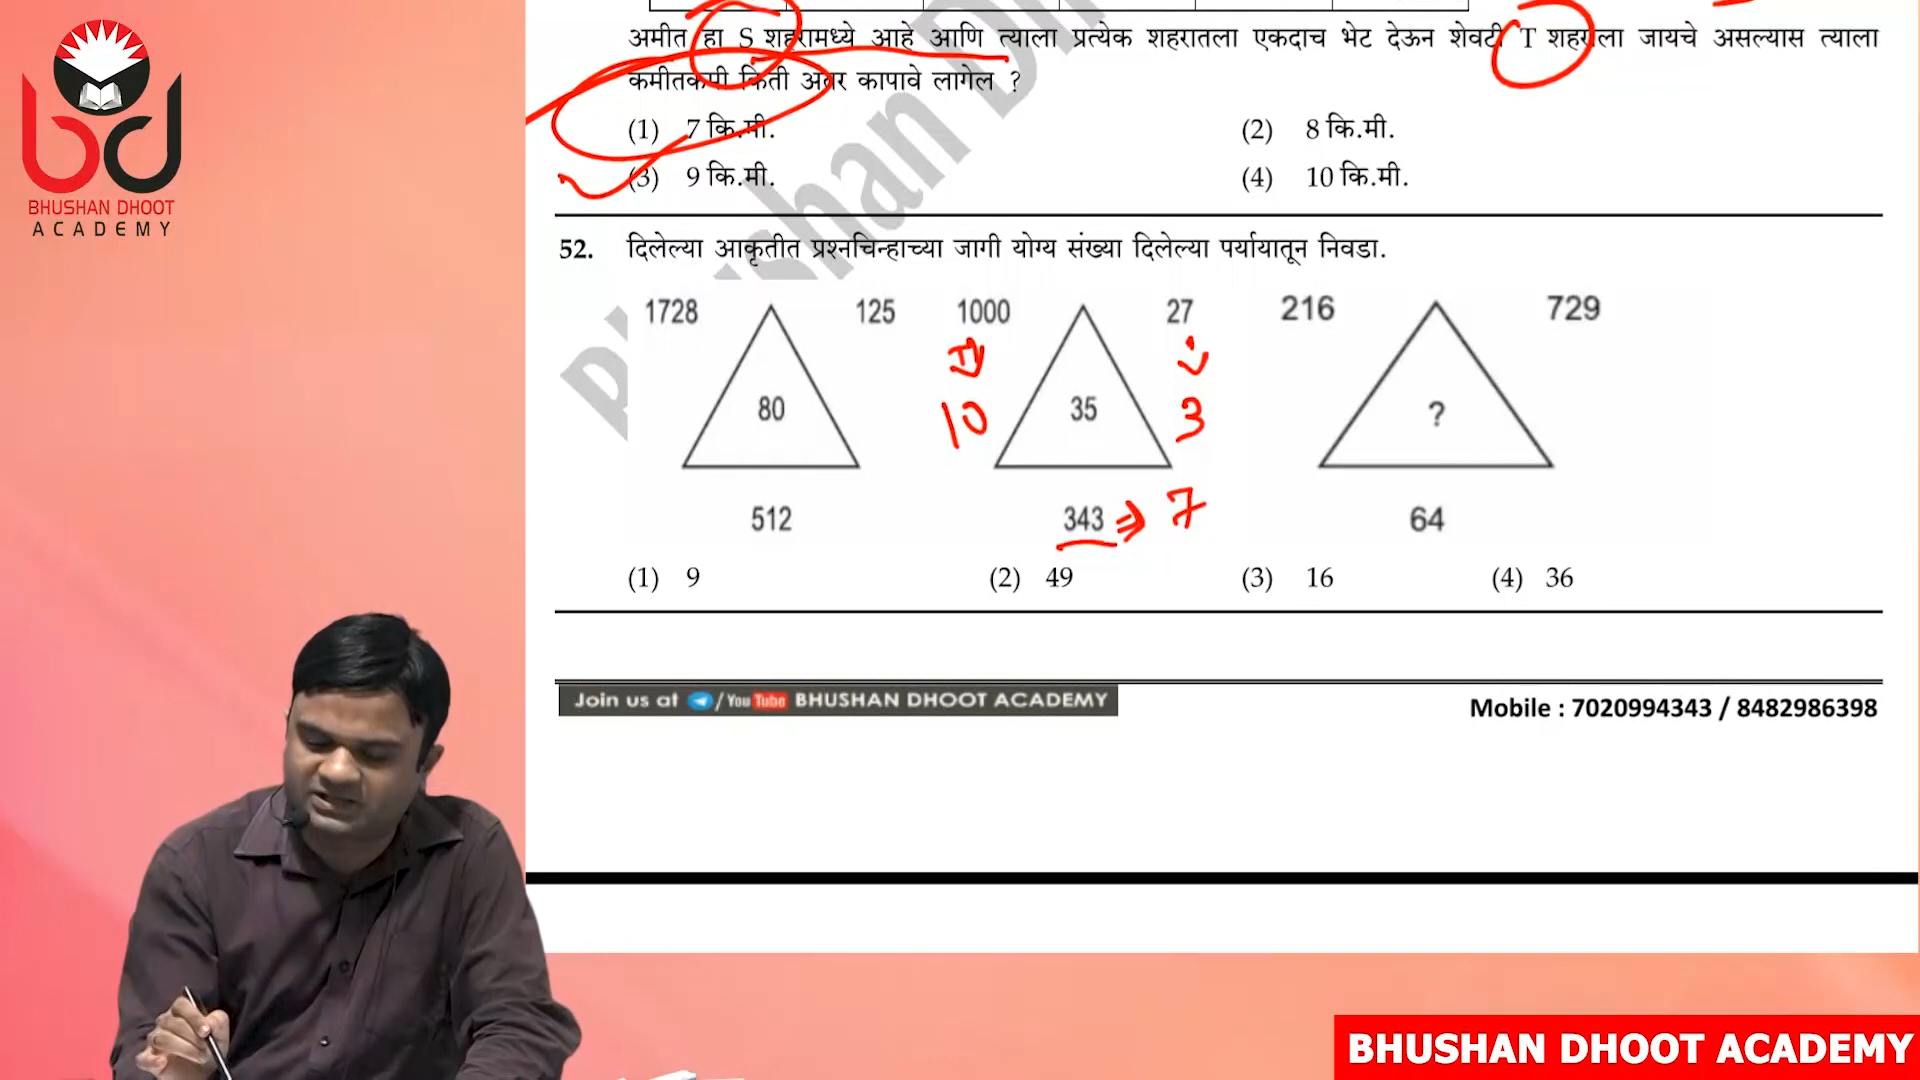 अमीत हा S शहरामध्ये आहे आणि त्याला प्रत्येक शहरातला एकदाच भेट देऊन शेवटी T शहराला जायचे असल्यास त्याला
कमीतकमी किती अंतर कापावे लागेल ?
(1) 7 कि.मी. (2) 8 कि.मी.
(3) 9 कि.मी. (4) 10 कि.मी.
BHUSHAN DHOOT
ACADEMY
52. दिलेल्या आकृतीत प्रश्नचिन्हाच्या जागी योग्य संख्या दिलेल्या पर्यायातून निवडा.
1728 125 1000 27 216 729
80 10 35 3 ?
512 343 ⇒ 7 64
(1) 9 (2) 49 (3) 16 (4) 36
Join us at / You Tube BHUSHAN DHOOT ACADEMY
Mobile : 7020994343 / 8482986398
BHUSHAN DHOOT ACADEMY